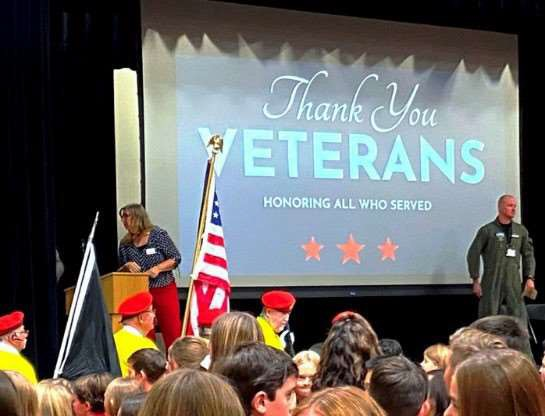 Thank You
VETERANS
HONORING ALL WHO SERVED